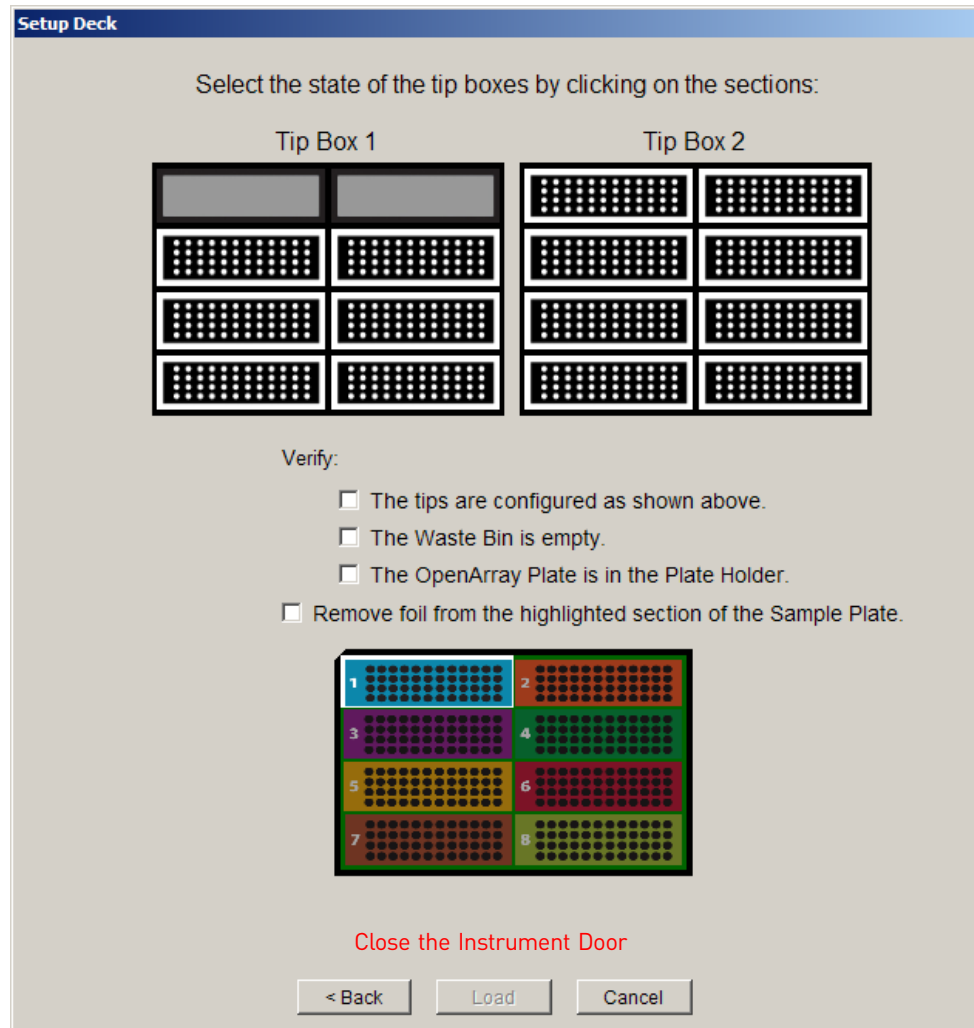 Setup Deck
Select the state of the tip boxes by clicking on the sections:
Tip Box 1 Tip Box 2
Verify:
The tips are configured as shown above.
The Waste Bin is empty.
The OpenArray Plate is in the Plate Holder.
Remove foil from the highlighted section of the Sample Plate.
1 2
3 4
5 6
7 8
Close the Instrument Door
< Back Load Cancel